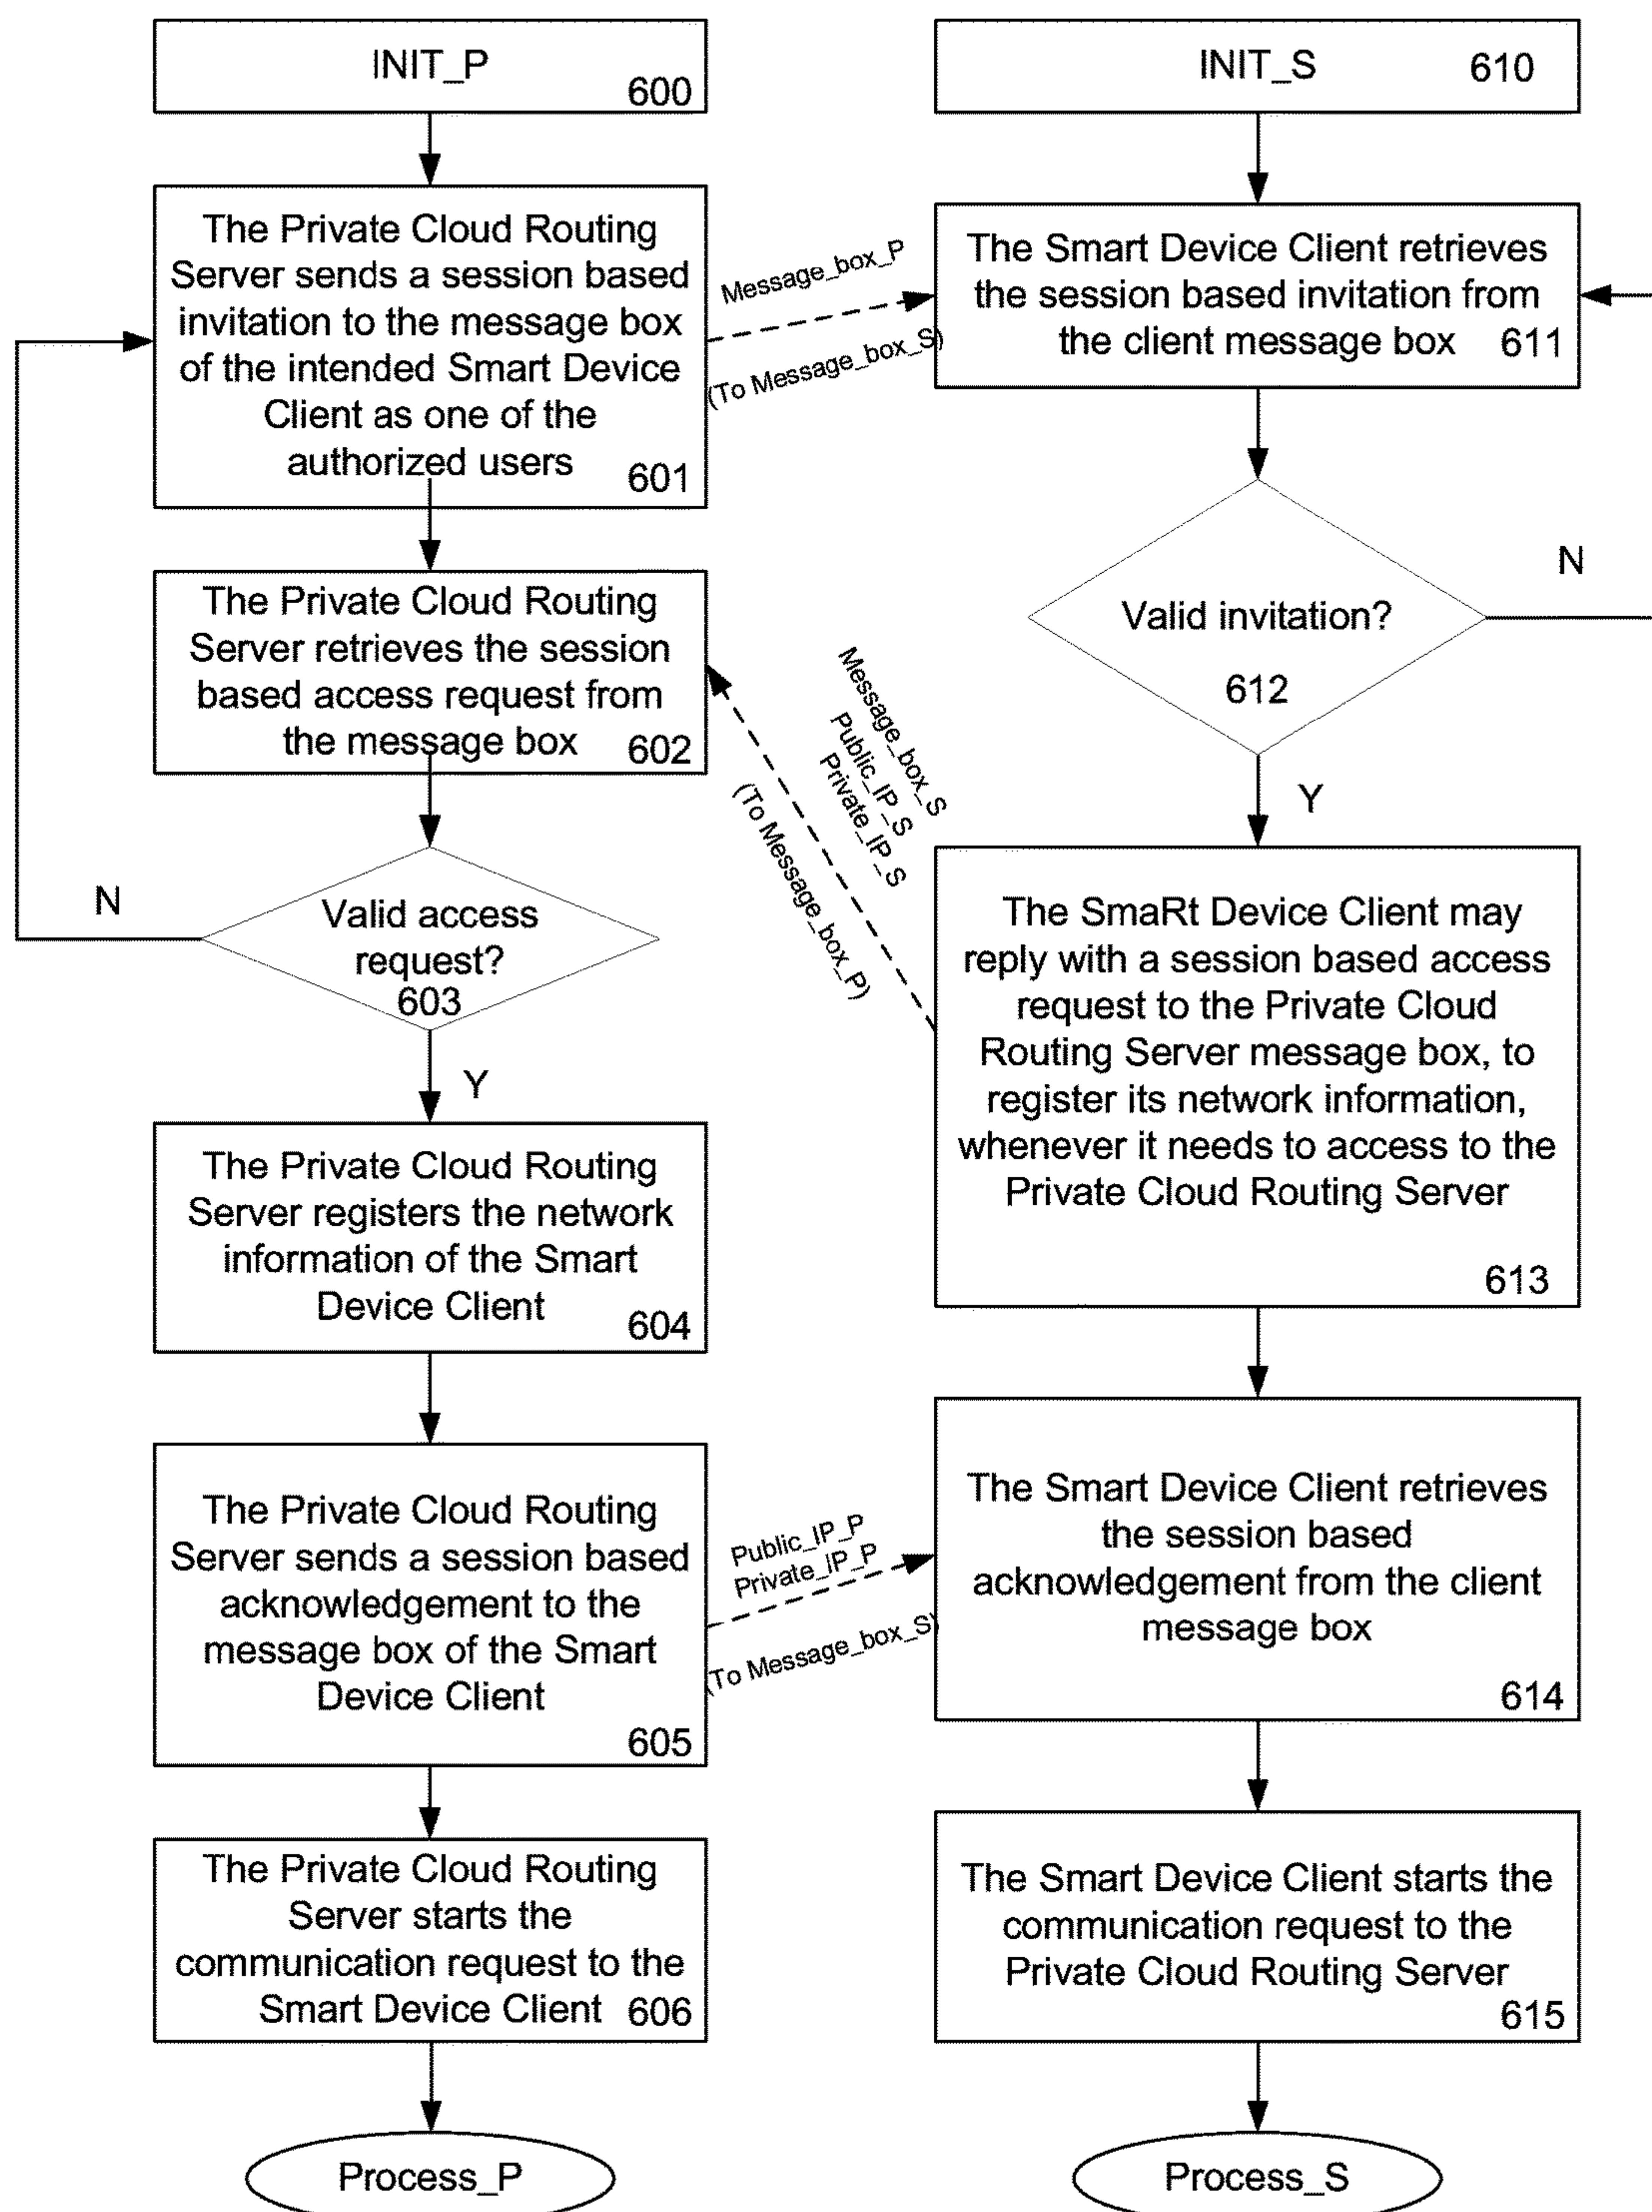 INIT_P
600
The Private Cloud Routing
Server sends a session based
invitation to the message box
of the intended Smart Device
Client as one of the
authorized users
601
The Private Cloud Routing
Server retrieves the session
based access request from
the message box
602
N
Valid access
request?
603
Y
The Private Cloud Routing
Server registers the network
information of the Smart
Device Client
604
The Private Cloud Routing
Server sends a session based
acknowledgement to the
message box of the Smart
Device Client
605
The Private Cloud Routing
Server starts the
communication request to the
Smart Device Client
606
Process_P
Message_box_P
(To Message_box_S)
Message_box_S
Public_IP_S
Private_IP_S
(To Message_box_P)
Public_IP_P
Private_IP_P
(To Message_box_S)
INIT_S
610
The Smart Device Client retrieves
the session based invitation from
the client message box
611
N
Valid invitation?
612
Y
The SmaRt Device Client may
reply with a session based access
request to the Private Cloud
Routing Server message box, to
register its network information,
whenever it needs to access to the
Private Cloud Routing Server
613
The Smart Device Client retrieves
the session based
acknowledgement from the client
message box
614
The Smart Device Client starts the
communication request to the
Private Cloud Routing Server
615
Process_S